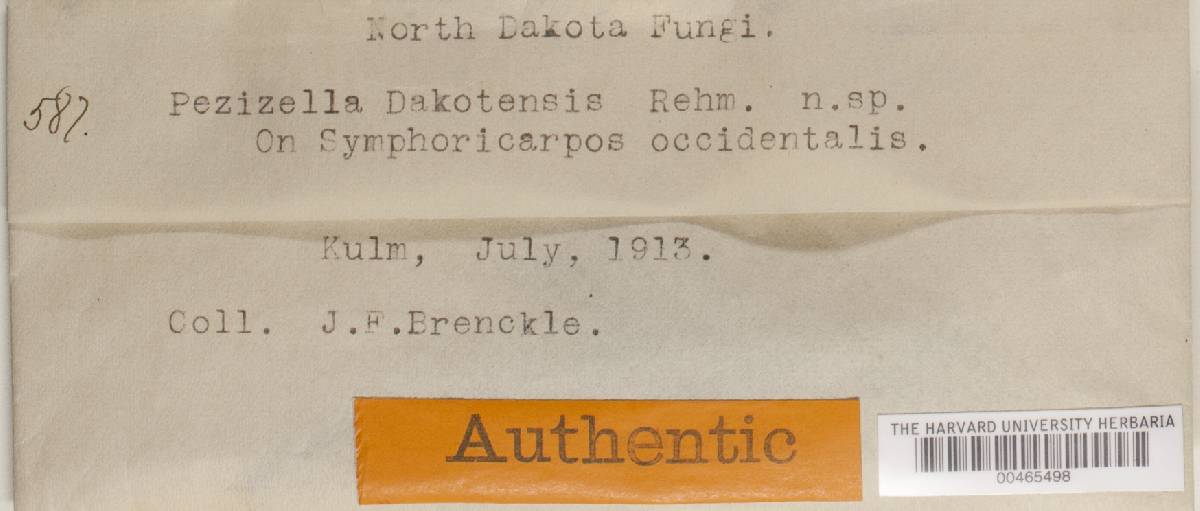 North Dakota Fungi.
587.
Pezizella Dakotensis Rehm. n.sp.
On Symphoricarpos occidentalis.
Kulm, July, 1913.
Coll. J.F.Brenckle.
Authentic
THE HARVARD UNIVERSITY HERBARIA
00465498